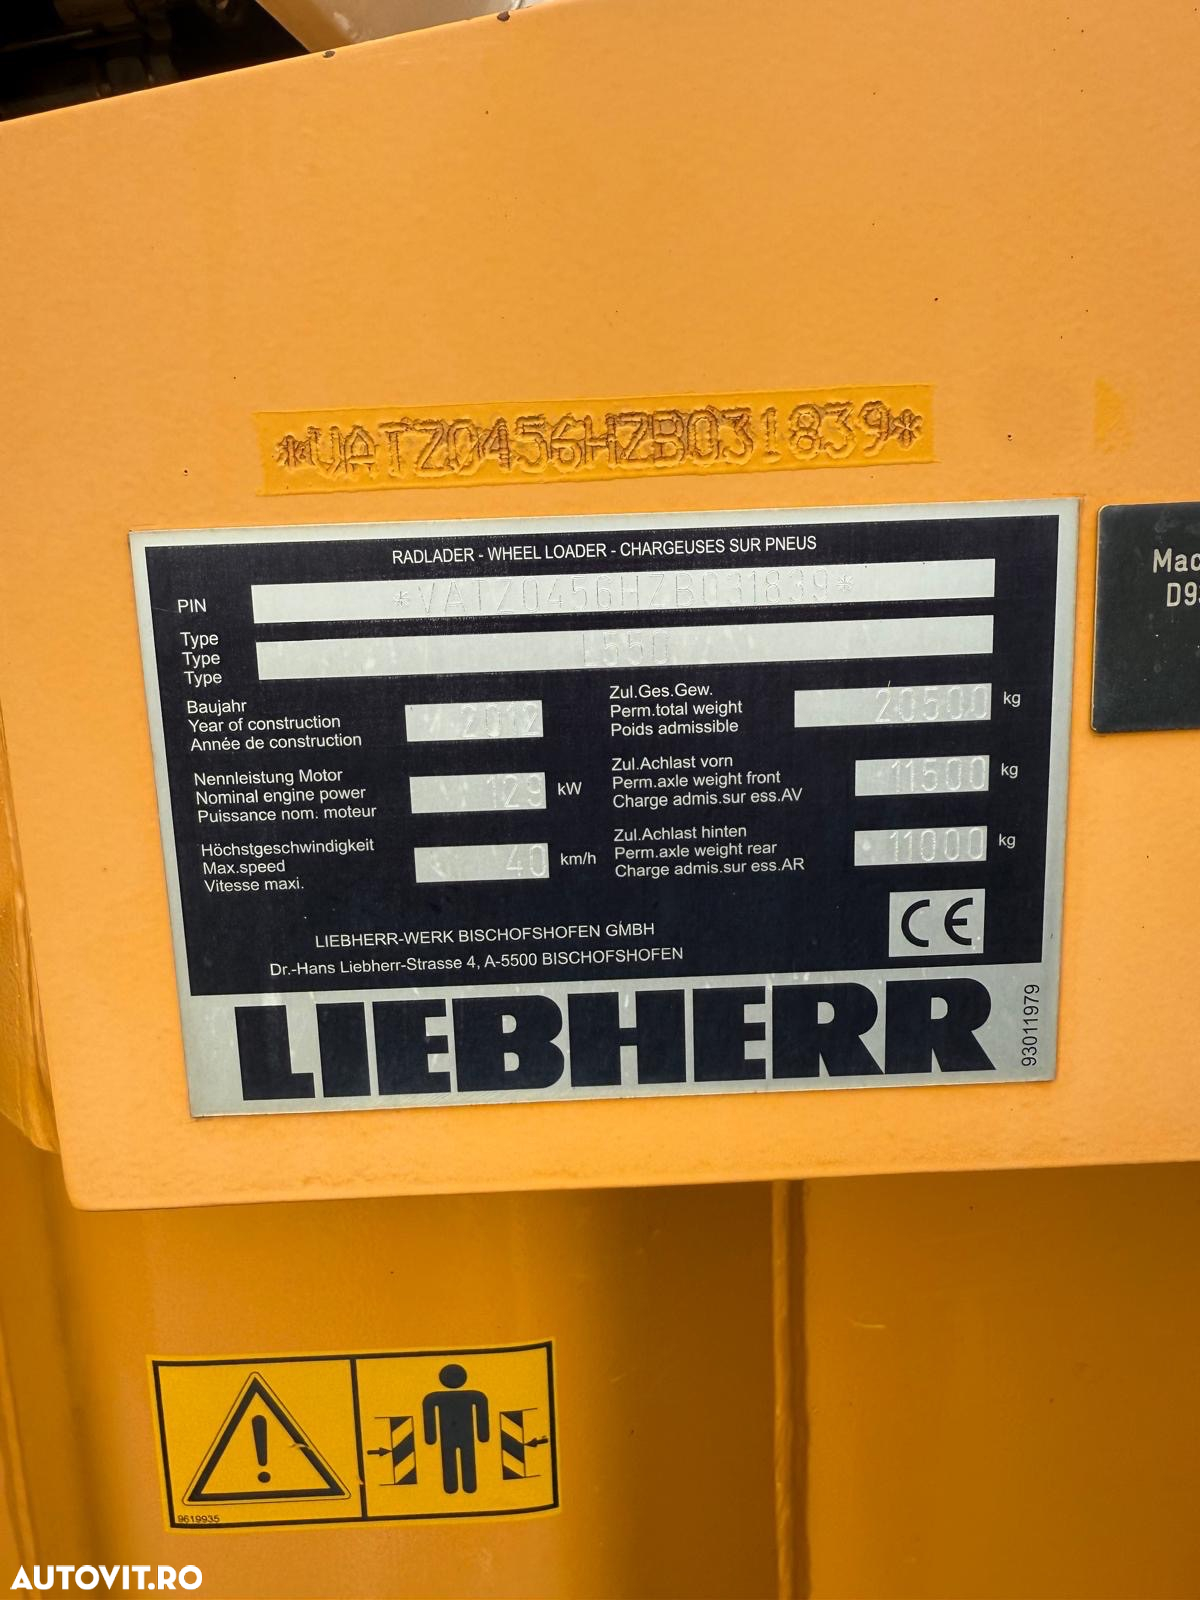 *VATZ0456HZB031839*
RADLADER - WHEEL LOADER - CHARGEUSES SUR PNEUS
PIN *VATZ0456HZB031839*
Type
Type L550
Type
Baujahr
Year of construction 2012
Année de construction
Zul.Ges.Gew.
Perm.total weight 20500 kg
Poids admissible
Nennleistung Motor
Nominal engine power 129 kW
Puissance nom. moteur
Zul.Achlast vorn
Perm.axle weight front 11500 kg
Charge admis.sur ess.AV
Höchstgeschwindigkeit
Max.speed 40 km/h
Vitesse maxi.
Zul.Achlast hinten
Perm.axle weight rear 11000 kg
Charge admis.sur ess.AR
CE
LIEBHERR-WERK BISCHOFSHOFEN GMBH
Dr.-Hans Liebherr-Strasse 4, A-5500 BISCHOFSHOFEN
LIEBHERR
93011979
Mac
D9
9619935
AUTOVIT.RO